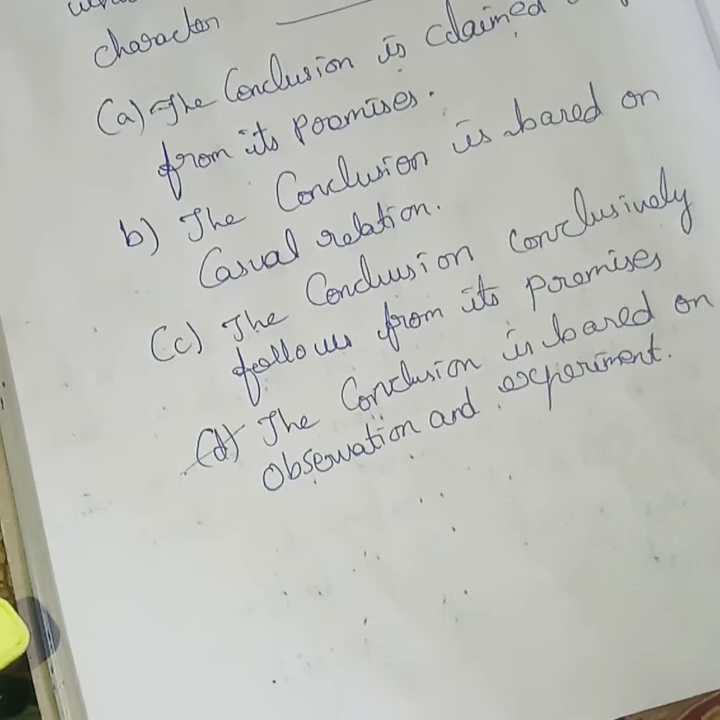 character
(a) The Conclusion is claimed
from its premises.
b) The Conclusion is based on
Casual relation.
(c) The Conclusion conclusively
follows from its premises
(d) The Conclusion is based on
Observation and experiment.